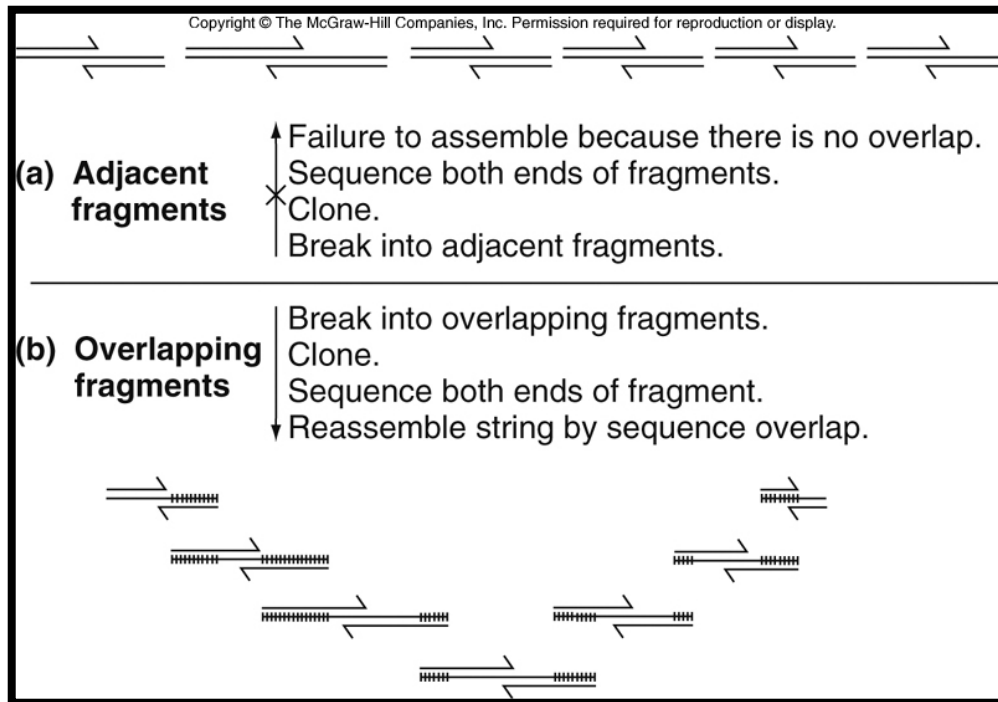 Copyright © The McGraw-Hill Companies, Inc. Permission required for reproduction or display.
(a) Adjacent
fragments
Failure to assemble because there is no overlap.
Sequence both ends of fragments.
Clone.
Break into adjacent fragments.
(b) Overlapping
fragments
Break into overlapping fragments.
Clone.
Sequence both ends of fragment.
Reassemble string by sequence overlap.